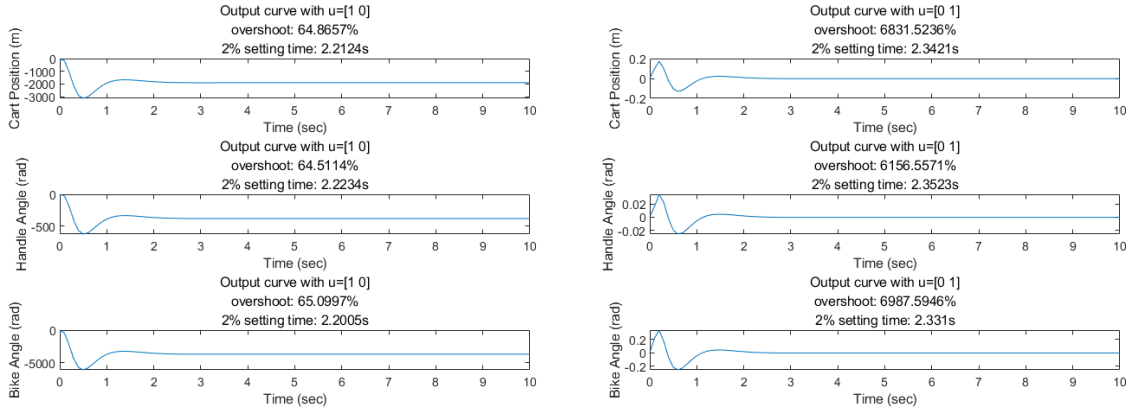 Output curve with u=[1 0]
overshoot: 64.8657%
2% setting time: 2.2124s
Cart Position (m)
0
-1000
-2000
-3000
0 1 2 3 4 5 6 7 8 9 10
Time (sec)
Output curve with u=[1 0]
overshoot: 64.5114%
2% setting time: 2.2234s
Handle Angle (rad)
0
-500
0 1 2 3 4 5 6 7 8 9 10
Time (sec)
Output curve with u=[1 0]
overshoot: 65.0997%
2% setting time: 2.2005s
Bike Angle (rad)
0
-5000
0 1 2 3 4 5 6 7 8 9 10
Time (sec)
Output curve with u=[0 1]
overshoot: 6831.5236%
2% setting time: 2.3421s
Cart Position (m)
0.2
0
-0.2
0 1 2 3 4 5 6 7 8 9 10
Time (sec)
Output curve with u=[0 1]
overshoot: 6156.5571%
2% setting time: 2.3523s
Handle Angle (rad)
0.02
0
-0.02
0 1 2 3 4 5 6 7 8 9 10
Time (sec)
Output curve with u=[0 1]
overshoot: 6987.5946%
2% setting time: 2.331s
Bike Angle (rad)
0.2
0
-0.2
0 1 2 3 4 5 6 7 8 9 10
Time (sec)